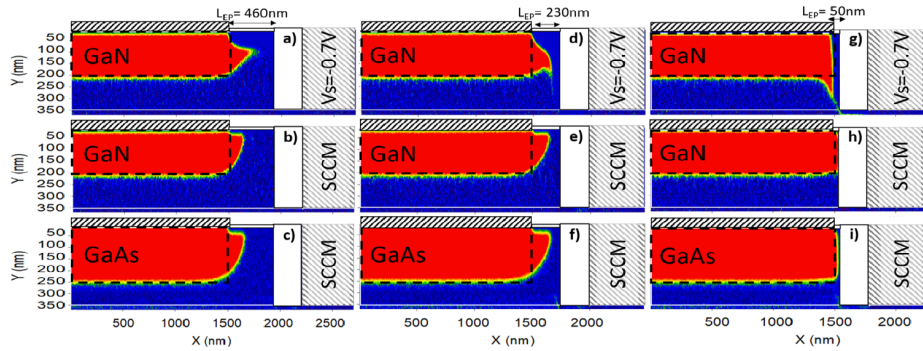 L_EP= 460nm L_EP= 230nm L_EP= 50nm
Y (nm) 50 100 150 200 250 300 350 GaN a) Vs=-0.7V GaN d) Vs=-0.7V GaN g) Vs=-0.7V
Y (nm) 50 100 150 200 250 300 350 GaN b) SCCM GaN e) SCCM GaN h) SCCM
Y (nm) 50 100 150 200 250 300 350 GaAs c) SCCM GaAs f) SCCM GaAs i) SCCM
500 1000 1500 2000 2500 500 1000 1500 2000 500 1000 1500 2000
X (nm) X (nm) X (nm)